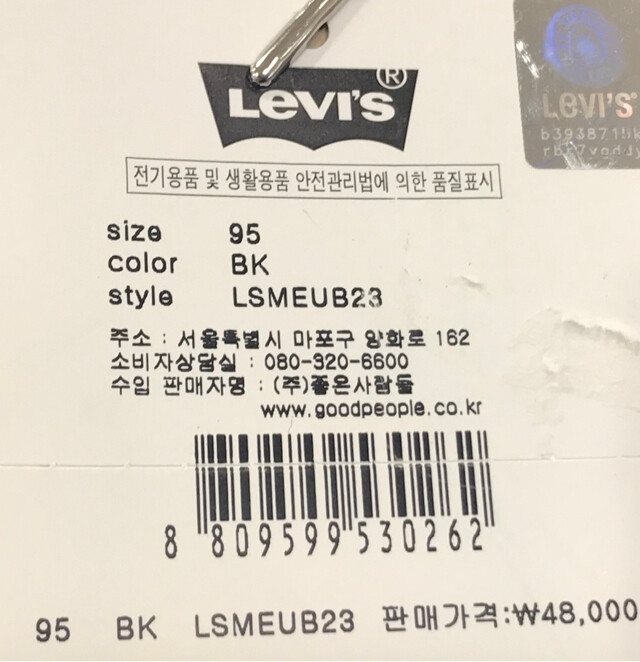 LEVI'S®
LEVI'S®
전기용품 및 생활용품 안전관리법에 의한 품질표시
size 95
color BK
style LSMEUB23
주소 : 서울특별시 마포구 양화로 162
소비자상담실 : 080-320-6600
수입 판매자명 : (주)좋은사람들
www.goodpeople.co.kr
8 809599 530262
95 BK LSMEUB23 판매가격:₩48,000